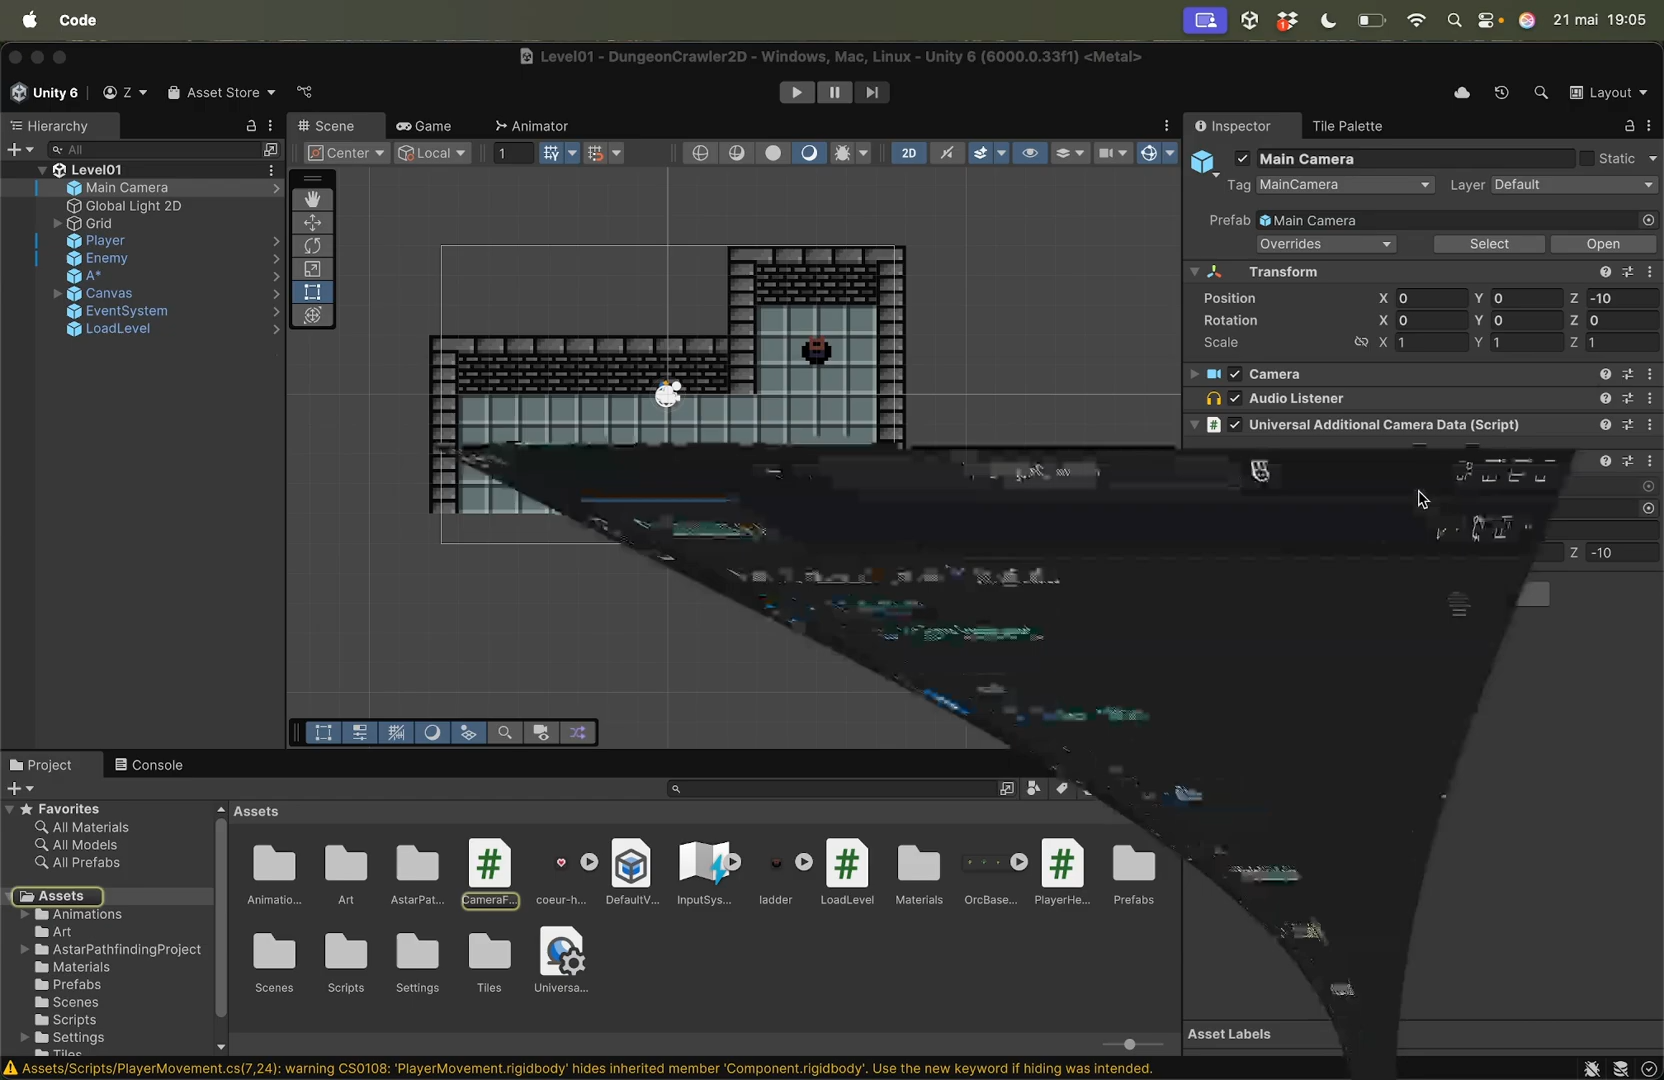 Code
21 mai 19:05
Level01 - DungeonCrawler2D - Windows, Mac, Linux - Unity 6 (6000.0.33f1) <Metal>
Unity 6
Z
Asset Store
Layout
Hierarchy
Scene
Game
Animator
Inspector
Tile Palette
All
Center
Local
1
2D
Main Camera
Static
Tag
MainCamera
Layer
Default
Prefab
Main Camera
Overrides
Select
Open
Level01
Main Camera
Global Light 2D
Grid
Player
Enemy
A*
Canvas
EventSystem
LoadLevel
Transform
Position X 0 Y 0 Z -10
Rotation X 0 Y 0 Z 0
Scale X 1 Y 1 Z 1
Camera
Audio Listener
Universal Additional Camera Data (Script)
Z -10
Project
Console
Favorites
All Materials
All Models
All Prefabs
Assets
Animations
Art
AstarPathfindingProject
Materials
Prefabs
Scenes
Scripts
Settings
Tiles
Assets
Animatio...
Art
AstarPat...
CameraF...
coeur-h...
DefaultV...
InputSys...
ladder
LoadLevel
Materials
OrcBase...
PlayerHe...
Prefabs
Scenes
Scripts
Settings
Tiles
Universa...
Asset Labels
Assets/Scripts/PlayerMovement.cs(7,24): warning CS0108: 'PlayerMovement.rigidbody' hides inherited member 'Component.rigidbody'. Use the new keyword if hiding was intended.